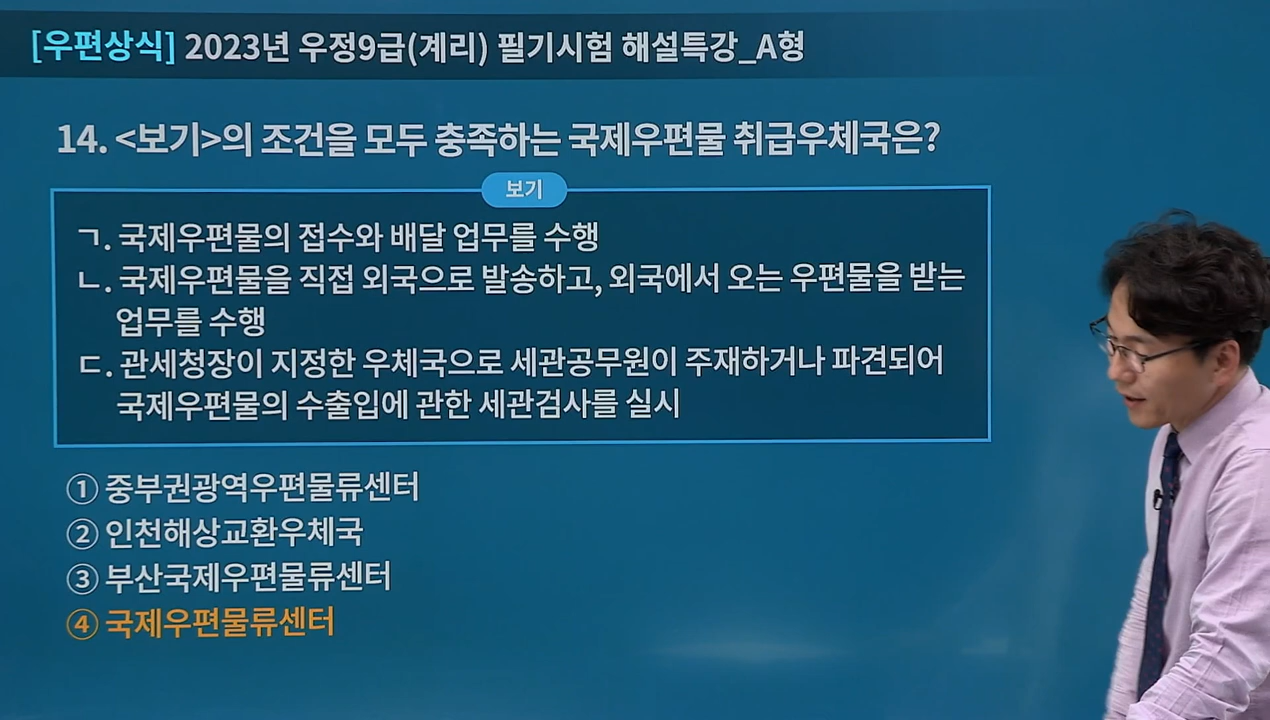 [우편상식] 2023년 우정9급(계리) 필기시험 해설특강_A형
14. <보기>의 조건을 모두 충족하는 국제우편물 취급우체국은?
보기
ㄱ. 국제우편물의 접수와 배달 업무를 수행
ㄴ. 국제우편물을 직접 외국으로 발송하고, 외국에서 오는 우편물을 받는
업무를 수행
ㄷ. 관세청장이 지정한 우체국으로 세관공무원이 주재하거나 파견되어
국제우편물의 수출입에 관한 세관검사를 실시
① 중부권광역우편물류센터
② 인천해상교환우체국
③ 부산국제우편물류센터
④ 국제우편물류센터